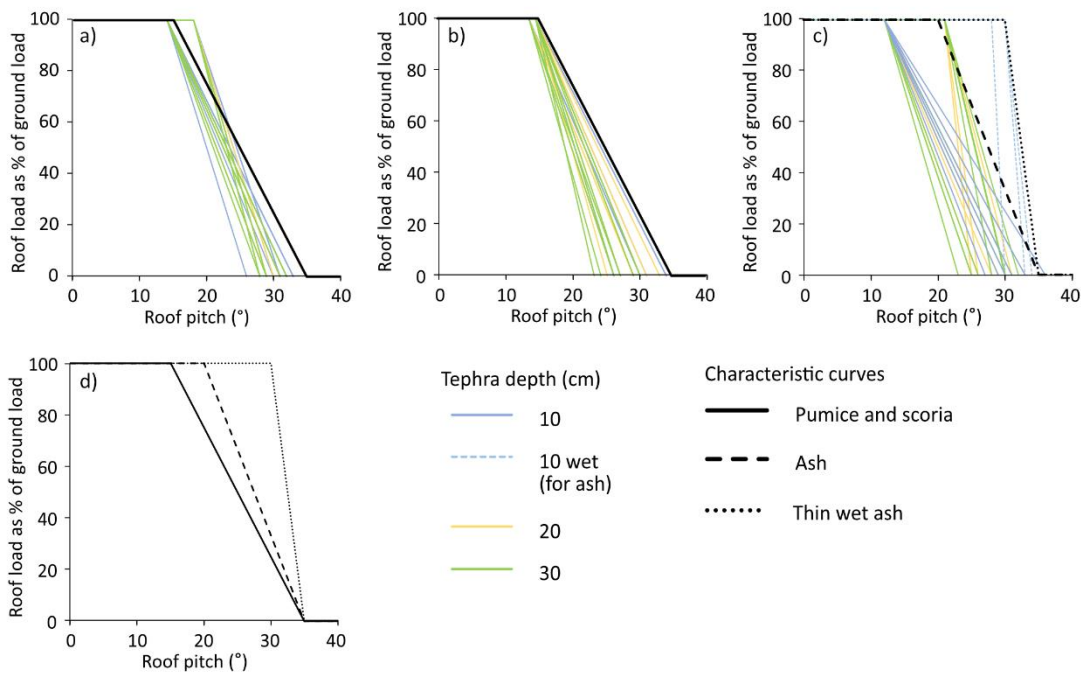 a)
100
80
60
40
20
0
Roof load as % of ground load
0 10 20 30 40
Roof pitch (°)
b)
100
80
60
40
20
0
Roof load as % of ground load
0 10 20 30 40
Roof pitch (°)
c)
100
80
60
40
20
0
Roof load as % of ground load
0 10 20 30 40
Roof pitch (°)
d)
100
80
60
40
20
0
Roof load as % of ground load
0 10 20 30 40
Roof pitch (°)
Tephra depth (cm)
10
10 wet
(for ash)
20
30
Characteristic curves
Pumice and scoria
Ash
Thin wet ash